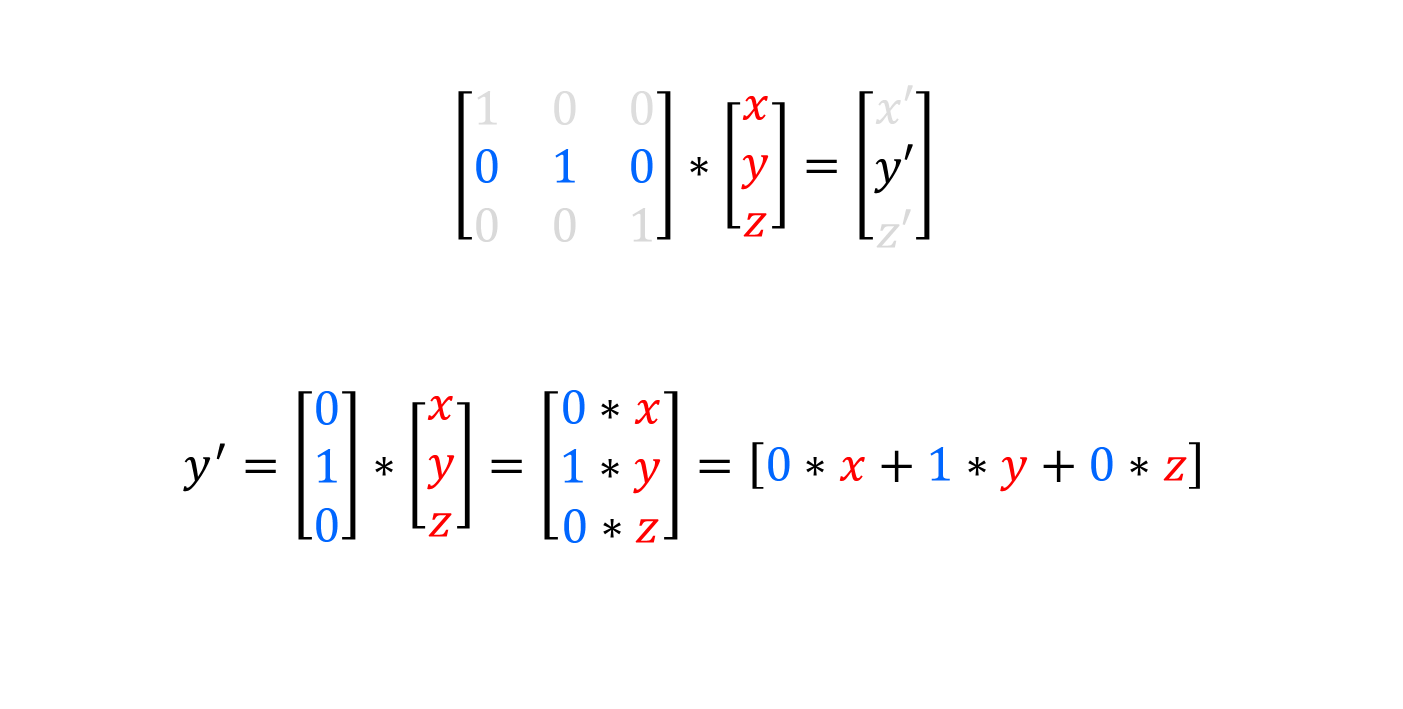 [1 0 0; 0 1 0; 0 0 1] * [x; y; z] = [x′; y′; z′]
y′ = [0; 1; 0] * [x; y; z] = [0 * x; 1 * y; 0 * z] = [0 * x + 1 * y + 0 * z]